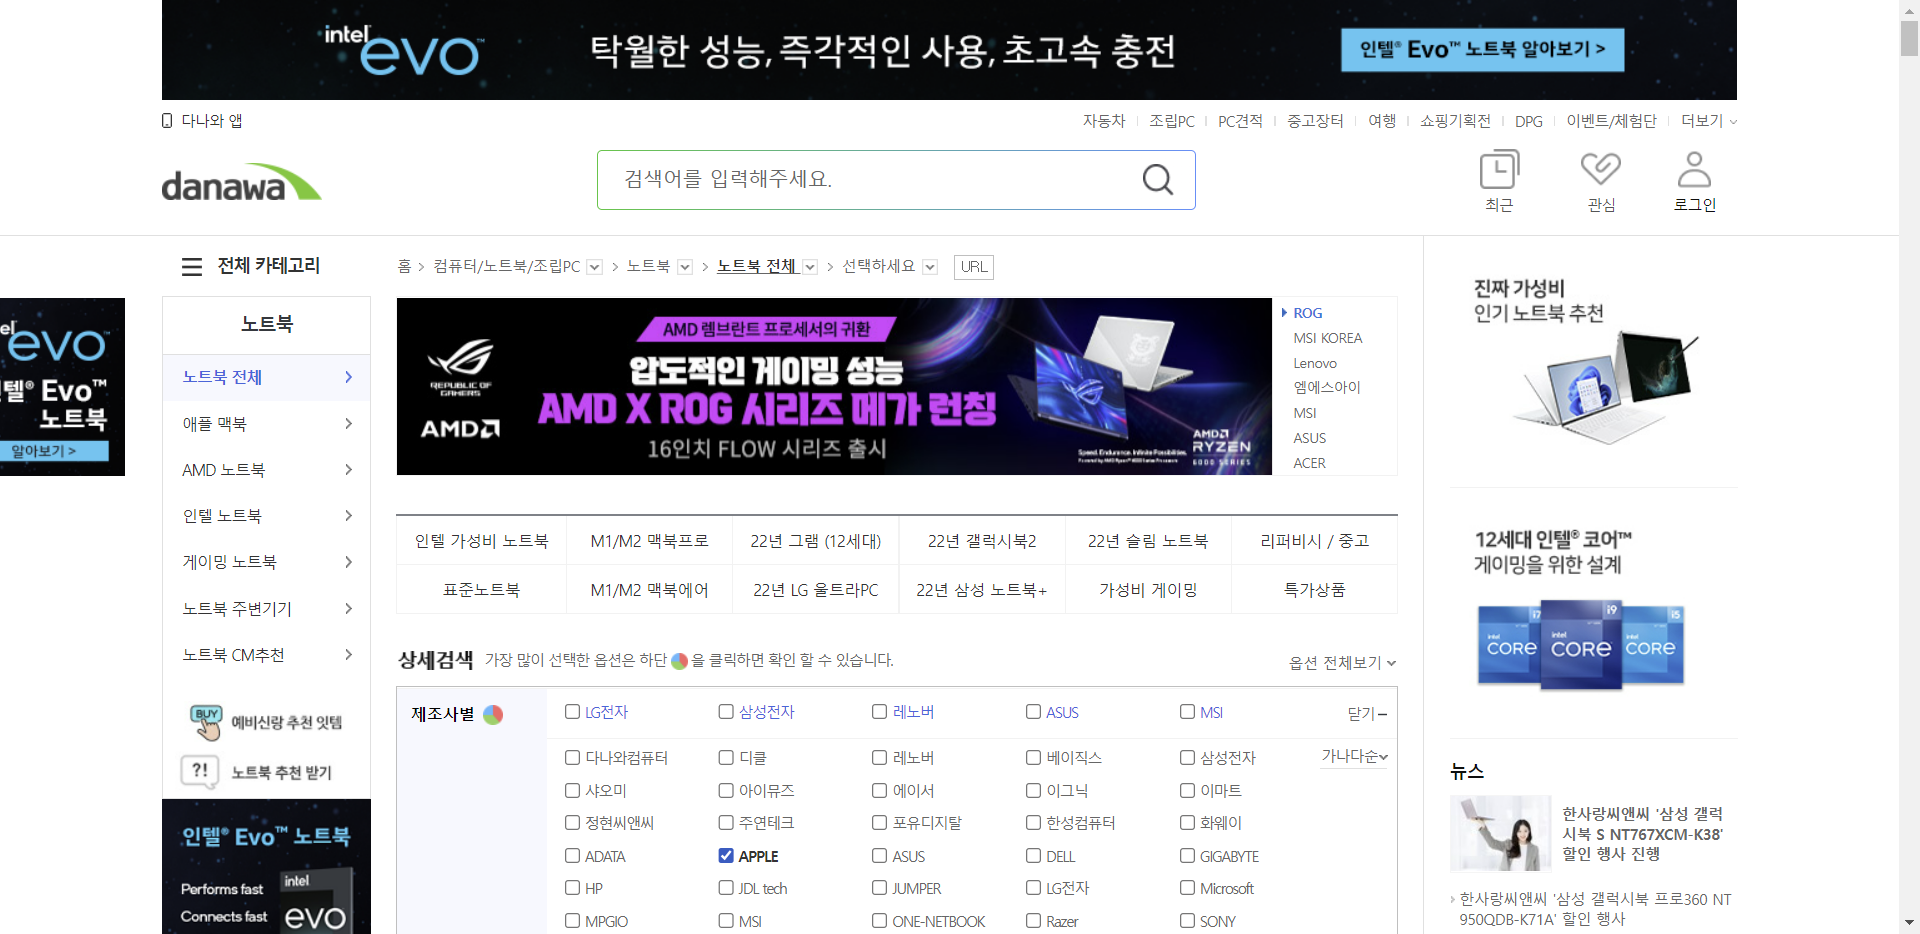 intel evo™
탁월한 성능, 즉각적인 사용, 초고속 충전
인텔® Evo™ 노트북 알아보기 >
다나와 앱
자동차
조립PC
PC견적
중고장터
여행
쇼핑기획전
DPG
이벤트/체험단
더보기
danawa
검색어를 입력해주세요.
최근
관심
로그인
전체 카테고리
홈 > 컴퓨터/노트북/조립PC > 노트북 > 노트북 전체 > 선택하세요
URL
evo™
Evo™
노트북
알아보기 >
노트북
노트북 전체
애플 맥북
AMD 노트북
인텔 노트북
게이밍 노트북
노트북 주변기기
노트북 CM추천
BUY 예비신랑 추천 잇템
?! 노트북 추천 받기
인텔® Evo™ 노트북
Performs fast
Connects fast
intel
evo
REPUBLIC OF
GAMERS
AMD
AMD 렘브란트 프로세서의 귀환
압도적인 게이밍 성능
AMD X ROG 시리즈 메가 런칭
16인치 FLOW 시리즈 출시
Speed. Endurance. Infinite Possibilities.
AMD
RYZEN
6000 SERIES
ROG
MSI KOREA
Lenovo
엠에스아이
MSI
ASUS
ACER
인텔 가성비 노트북
M1/M2 맥북프로
22년 그램 (12세대)
22년 갤럭시북2
22년 슬림 노트북
리퍼비시 / 중고
표준노트북
M1/M2 맥북에어
22년 LG 울트라PC
22년 삼성 노트북+
가성비 게이밍
특가상품
상세검색
가장 많이 선택한 옵션은 하단 을 클릭하면 확인 할 수 있습니다.
옵션 전체보기
제조사별
LG전자
삼성전자
레노버
ASUS
MSI
닫기
다나와컴퓨터
디클
레노버
베이직스
삼성전자
가나다순
샤오미
아이뮤즈
에이서
이그닉
이마트
정현씨앤씨
주연테크
포유디지탈
한성컴퓨터
화웨이
ADATA
APPLE
ASUS
DELL
GIGABYTE
HP
JDL tech
JUMPER
LG전자
Microsoft
MPGIO
MSI
ONE-NETBOOK
Razer
SONY
진짜 가성비
인기 노트북 추천
12세대 인텔® 코어™
게이밍을 위한 설계
intel CORE i7
intel CORE i9
intel CORE i5
뉴스
한사랑씨앤씨 '삼성 갤럭
시북 S NT767XCM-K38'
할인 행사 진행
한사랑씨앤씨 '삼성 갤럭시북 프로360 NT
950QDB-K71A' 할인 행사